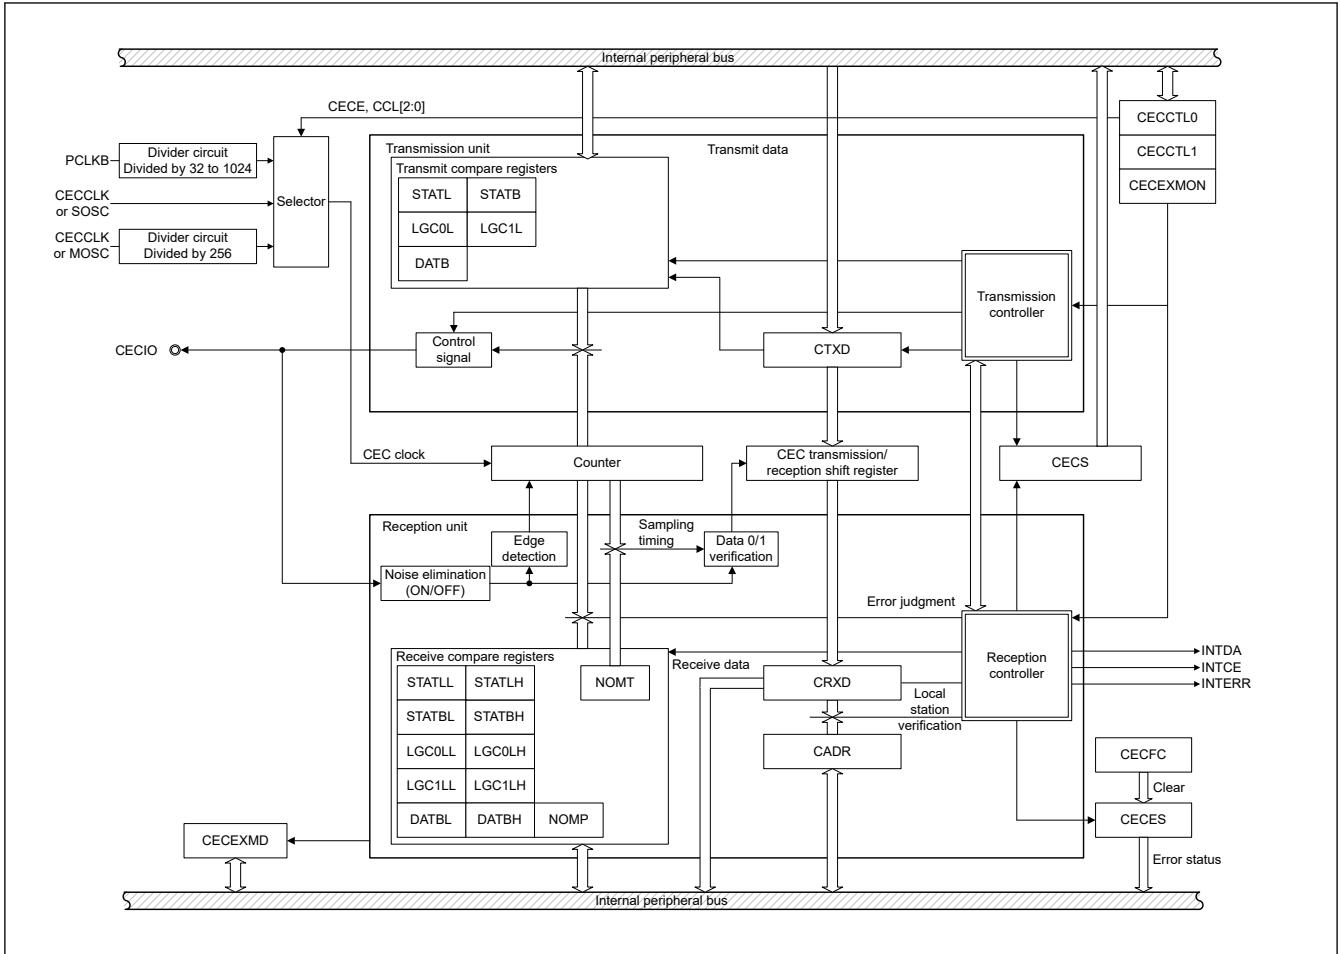 Internal peripheral bus
CECE, CCL[2:0]
CECCTL0
CECCTL1
CECEXMON
PCLKB
Divider circuit
Divided by 32 to 1024
CECCLK
or SOSC
Selector
CECCLK
or MOSC
Divider circuit
Divided by 256
Transmission unit
Transmit data
Transmit compare registers
STATL
STATB
LGC0L
LGC1L
DATB
Transmission
controller
CECIO
Control
signal
CTXD
CEC clock
Counter
CEC transmission/
reception shift register
CECS
Reception unit
Edge
detection
Sampling
timing
Data 0/1
verification
Noise elimination
(ON/OFF)
Error judgment
Receive compare registers
Receive data
STATLL
STATLH
NOMT
CRXD
Reception
controller
INTDA
INTCE
INTERR
STATBL
STATBH
Local
station
verification
LGC0LL
LGC0LH
CADR
CECFC
LGC1LL
LGC1LH
Clear
DATBL
DATBH
NOMP
CECES
CECEXMD
Error status
Internal peripheral bus